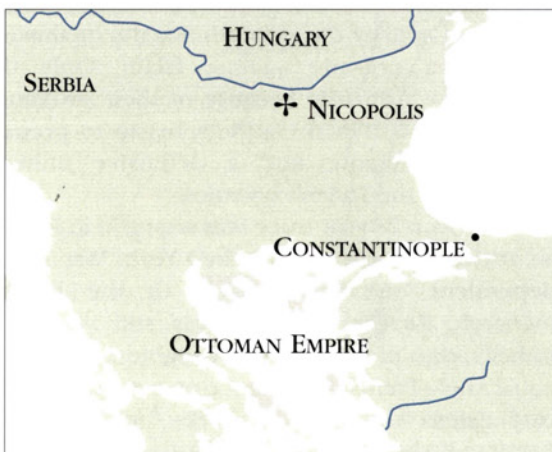 HUNGARY
SERBIA
NICOPOLIS
CONSTANTINOPLE
OTTOMAN EMPIRE